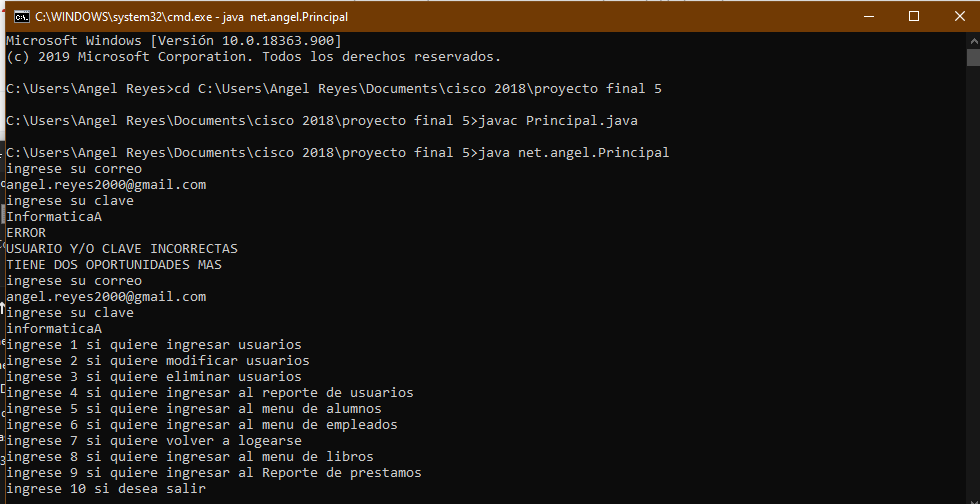 C:\WINDOWS\system32\cmd.exe - java net.angel.Principal
Microsoft Windows [Versión 10.0.18363.900]
(c) 2019 Microsoft Corporation. Todos los derechos reservados.
C:\Users\Angel Reyes>cd C:\Users\Angel Reyes\Documents\cisco 2018\proyecto final 5
C:\Users\Angel Reyes\Documents\cisco 2018\proyecto final 5>javac Principal.java
C:\Users\Angel Reyes\Documents\cisco 2018\proyecto final 5>java net.angel.Principal
ingrese su correo
angel.reyes2000@gmail.com
ingrese su clave
InformaticaA
ERROR
USUARIO Y/O CLAVE INCORRECTAS
TIENE DOS OPORTUNIDADES MAS
ingrese su correo
angel.reyes2000@gmail.com
ingrese su clave
informaticaA
ingrese 1 si quiere ingresar usuarios
ingrese 2 si quiere modificar usuarios
ingrese 3 si quiere eliminar usuarios
ingrese 4 si quiere ingresar al reporte de usuarios
ingrese 5 si quiere ingresar al menu de alumnos
ingrese 6 si quiere ingresar al menu de empleados
ingrese 7 si quiere volver a logearse
ingrese 8 si quiere ingresar al menu de libros
ingrese 9 si quiere ingresar al Reporte de prestamos
ingrese 10 si desea salir